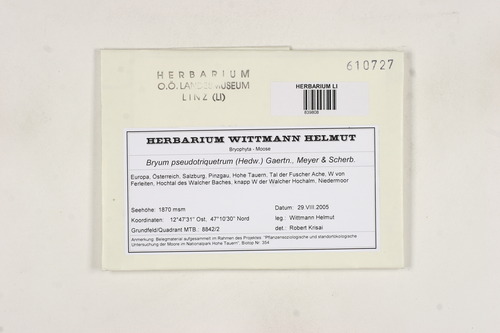 HERBARIUM
O.Ö. LANDESMUSEUM
LINZ (LI)
610727
HERBARIUM LI
HERBARIUM WITTMANN HELMUT
Bryophyta - Moose
Bryum pseudotriquetrum (Hedw.) Gaertn., Meyer & Scherb.
Europa, Österreich, Salzburg, Pinzgau, Hohe Tauern, Tal der Fuscher Ache, W von
Ferleiten, Hochtal des Walcher Baches, knapp W der Walcher Hochalm, Niedermoor
Seehöhe: 1870 msm
Datum: 29.VIII.2005
Koordinaten: 12°47'31" Ost, 47°10'30" Nord
leg.: Wittmann Helmut
Grundfeld/Quadrant MTB.: 8842/2
det.: Robert Krisai
Anmerkung: Belegmaterial aufgesammelt im Rahmen des Projektes: "Pflanzensoziologische und standortökologische
Untersuchung der Moore im Nationalpark Hohe Tauern", Biotop Nr. 304